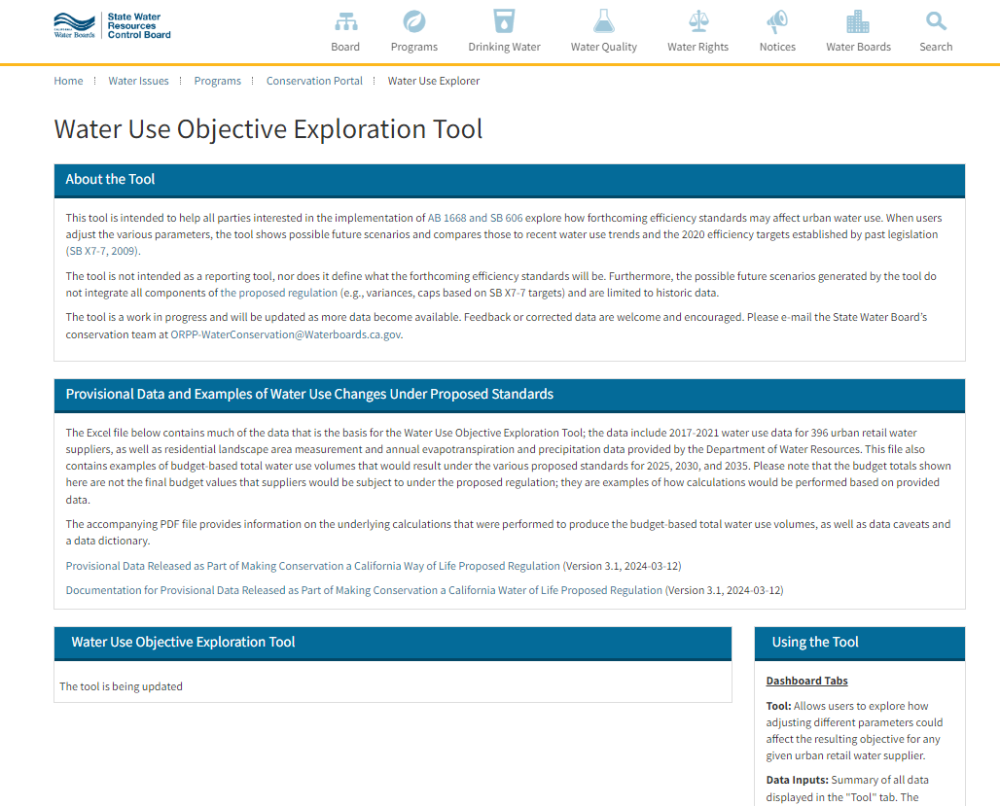 CALIFORNIA
Water Boards
State Water
Resources
Control Board
Board
Programs
Drinking Water
Water Quality
Water Rights
Notices
Water Boards
Search
Home
Water Issues
Programs
Conservation Portal
Water Use Explorer
Water Use Objective Exploration Tool
About the Tool
This tool is intended to help all parties interested in the implementation of AB 1668 and SB 606 explore how forthcoming efficiency standards may affect urban water use. When users
adjust the various parameters, the tool shows possible future scenarios and compares those to recent water use trends and the 2020 efficiency targets established by past legislation
(SB X7-7, 2009).
The tool is not intended as a reporting tool, nor does it define what the forthcoming efficiency standards will be. Furthermore, the possible future scenarios generated by the tool do
not integrate all components of the proposed regulation (e.g., variances, caps based on SB X7-7 targets) and are limited to historic data.
The tool is a work in progress and will be updated as more data become available. Feedback or corrected data are welcome and encouraged. Please e-mail the State Water Board’s
conservation team at ORPP-WaterConservation@Waterboards.ca.gov.
Provisional Data and Examples of Water Use Changes Under Proposed Standards
The Excel file below contains much of the data that is the basis for the Water Use Objective Exploration Tool; the data include 2017-2021 water use data for 396 urban retail water
suppliers, as well as residential landscape area measurement and annual evapotranspiration and precipitation data provided by the Department of Water Resources. This file also
contains examples of budget-based total water use volumes that would result under the various proposed standards for 2025, 2030, and 2035. Please note that the budget totals shown
here are not the final budget values that suppliers would be subject to under the proposed regulation; they are examples of how calculations would be performed based on provided
data.
The accompanying PDF file provides information on the underlying calculations that were performed to produce the budget-based total water use volumes, as well as data caveats and
a data dictionary.
Provisional Data Released as Part of Making Conservation a California Way of Life Proposed Regulation (Version 3.1, 2024-03-12)
Documentation for Provisional Data Released as Part of Making Conservation a California Water of Life Proposed Regulation (Version 3.1, 2024-03-12)
Water Use Objective Exploration Tool
The tool is being updated
Using the Tool
Dashboard Tabs
Tool: Allows users to explore how
adjusting different parameters could
affect the resulting objective for any
given urban retail water supplier.
Data Inputs: Summary of all data
displayed in the "Tool" tab. The